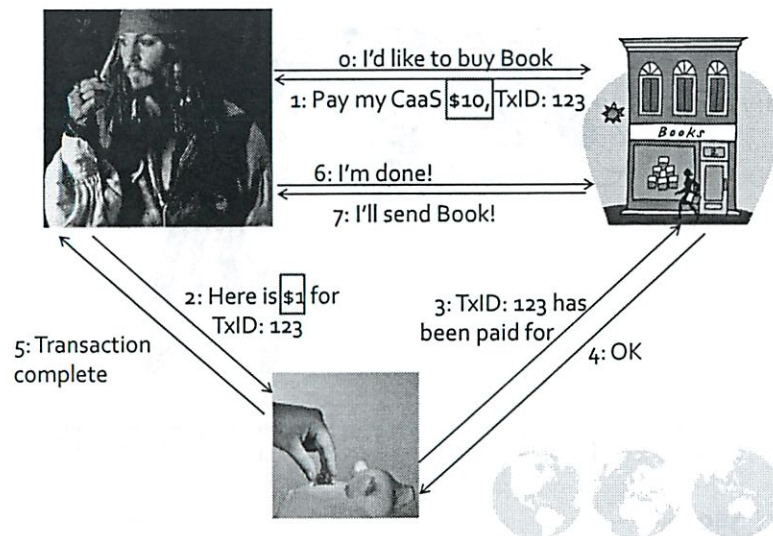 0: I'd like to buy Book
1: Pay my CaaS $10, TxID: 123
Books
6: I'm done!
7: I'll send Book!
2: Here is $1 for
TxID: 123
3: TxID: 123 has
been paid for
4: OK
5: Transaction
complete